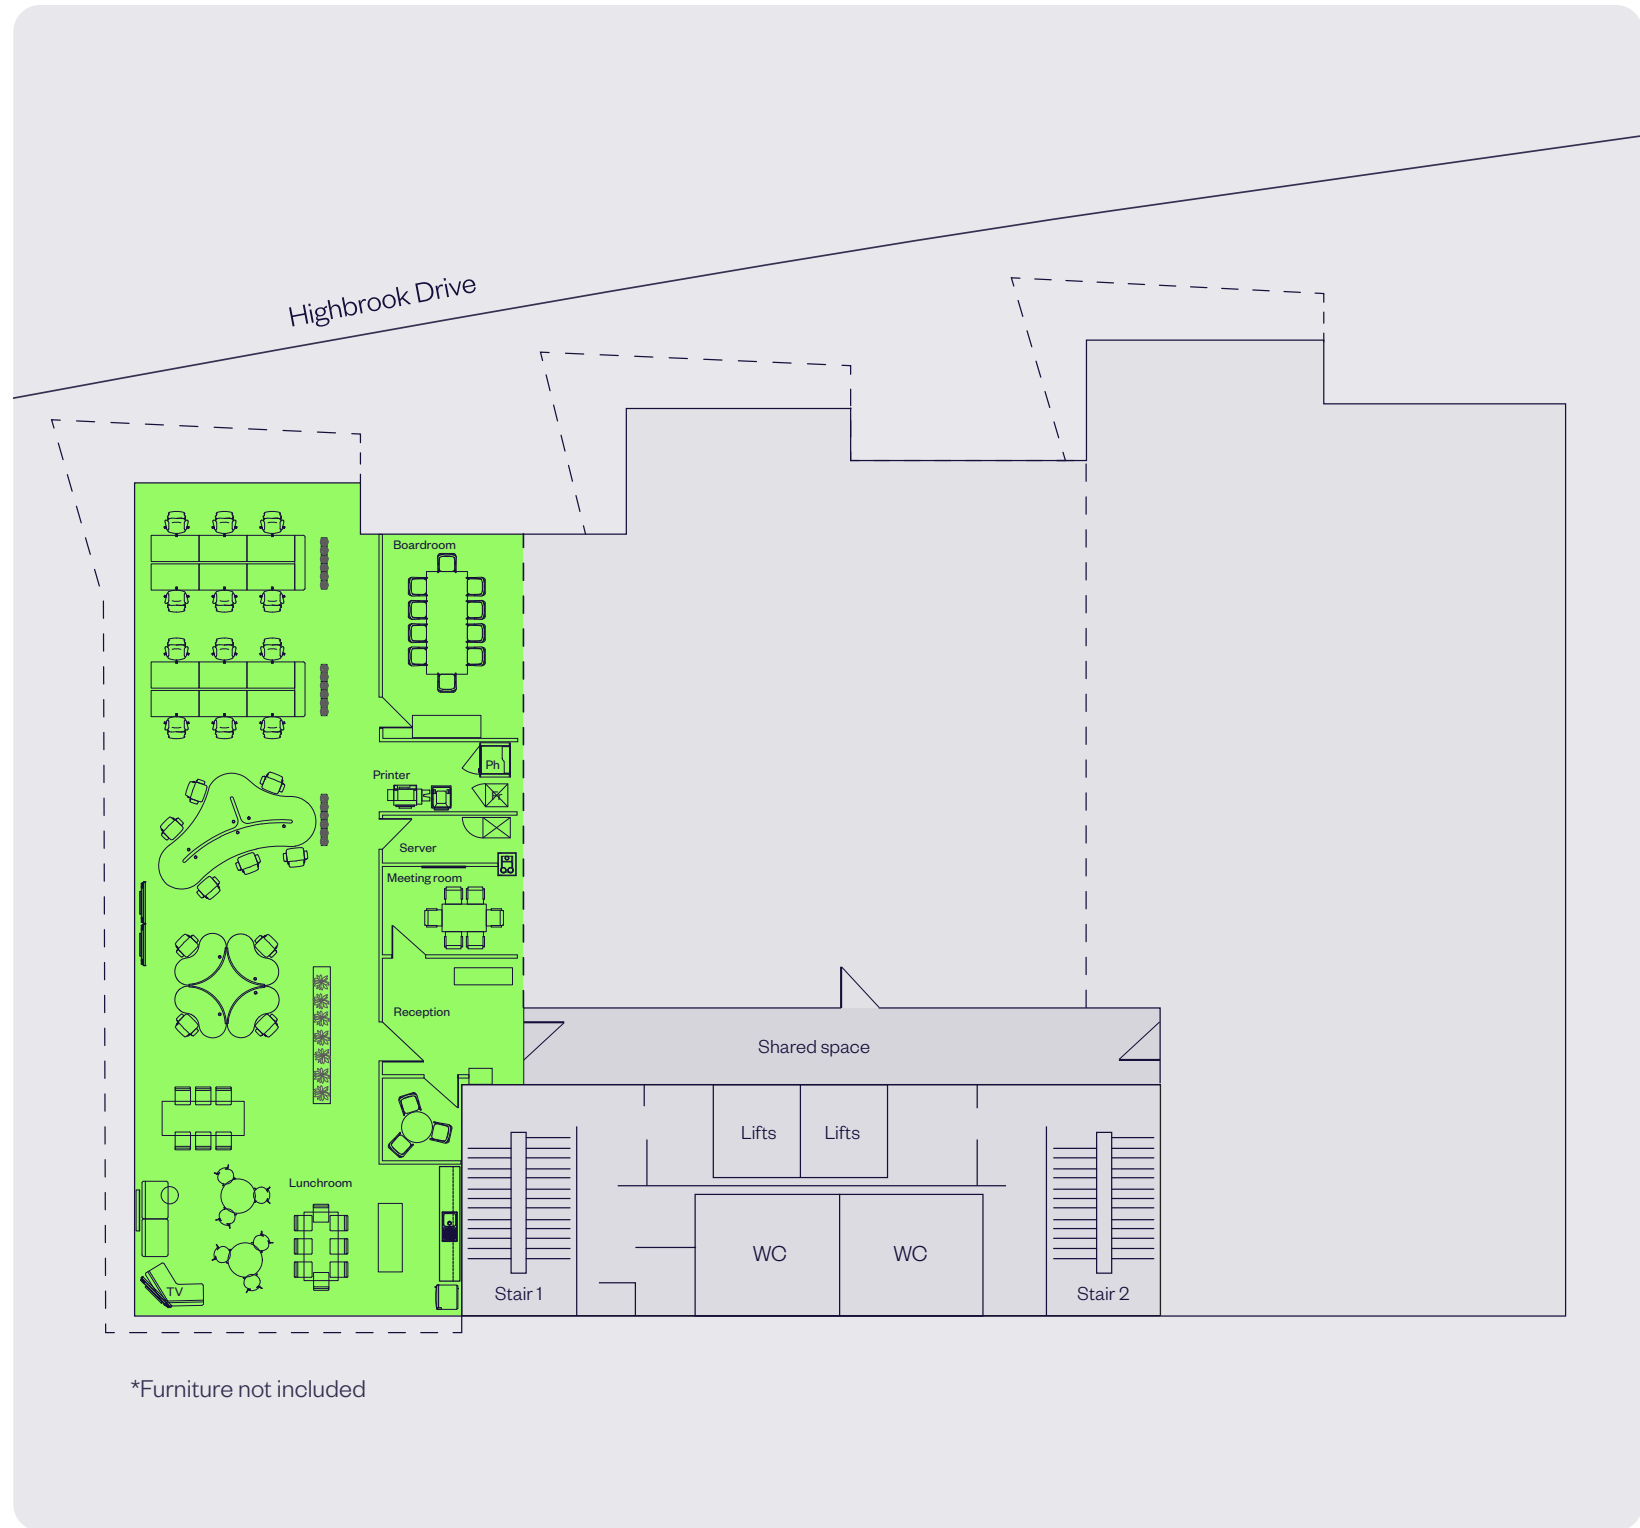 Highbrook Drive
Boardroom
Ph
Printer
Server
Meeting room
Reception
Shared space
Lifts
Lifts
Lunchroom
WC
WC
TV
Stair 1
Stair 2
*Furniture not included